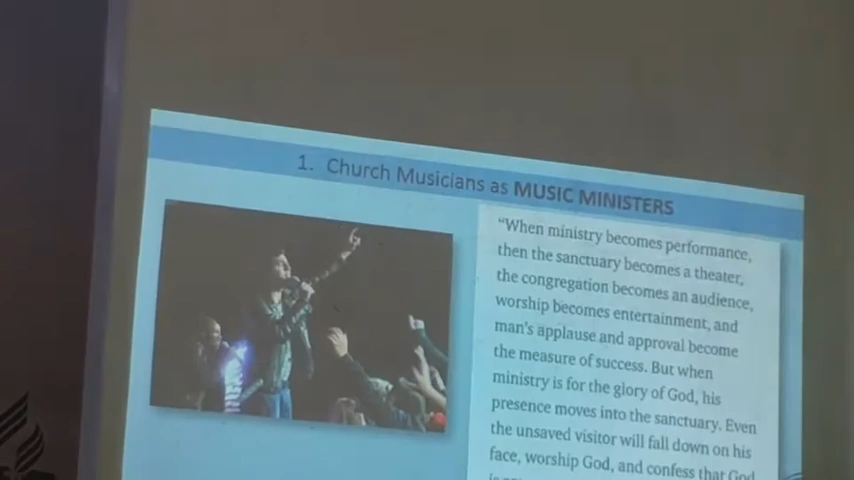 1. Church Musicians as MUSIC MINISTERS
“When ministry becomes performance,
then the sanctuary becomes a theater,
the congregation becomes an audience,
worship becomes entertainment, and
man's applause and approval become
the measure of success. But when
ministry is for the glory of God, his
presence moves into the sanctuary. Even
the unsaved visitor will fall down on his
face, worship God, and confess that God